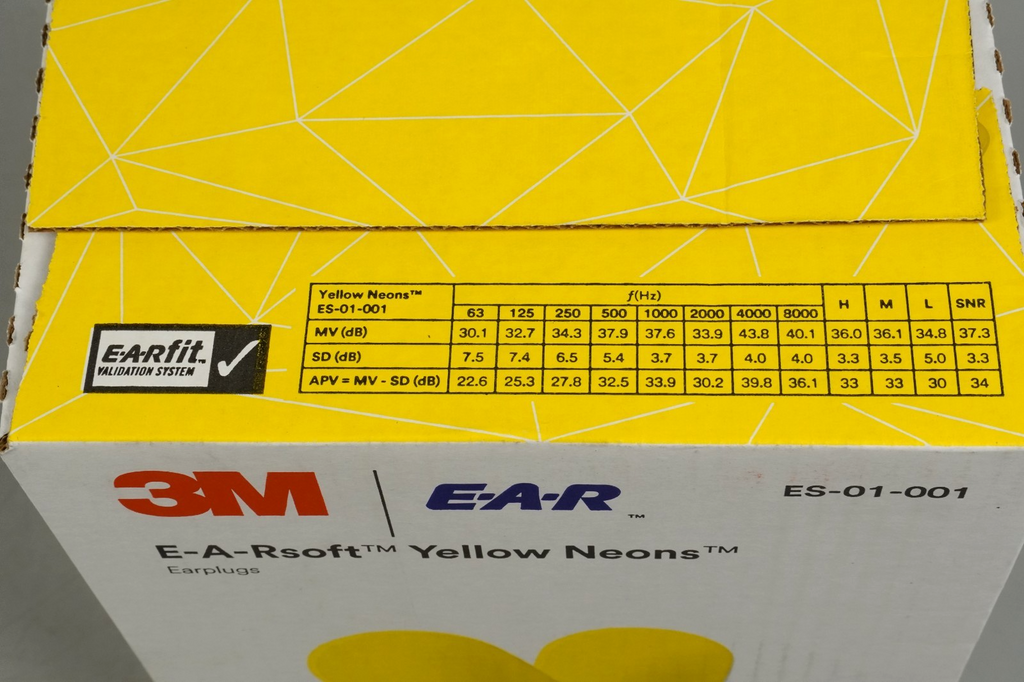 Yellow Neons™ f(Hz) H M L SNR
ES-01-001 63 125 250 500 1000 2000 4000 8000
MV (dB) 30.1 32.7 34.3 37.9 37.6 33.9 43.8 40.1 36.0 36.1 34.8 37.3
SD (dB) 7.5 7.4 6.5 5.4 3.7 3.7 4.0 4.0 3.3 3.5 5.0 3.3
APV = MV - SD (dB) 22.6 25.3 27.8 32.5 33.9 30.2 39.8 36.1 33 33 30 34
E·A·Rfit™
VALIDATION SYSTEM
3M E·A·R™ ES-01-001
E-A-Rsoft™ Yellow Neons™
Earplugs